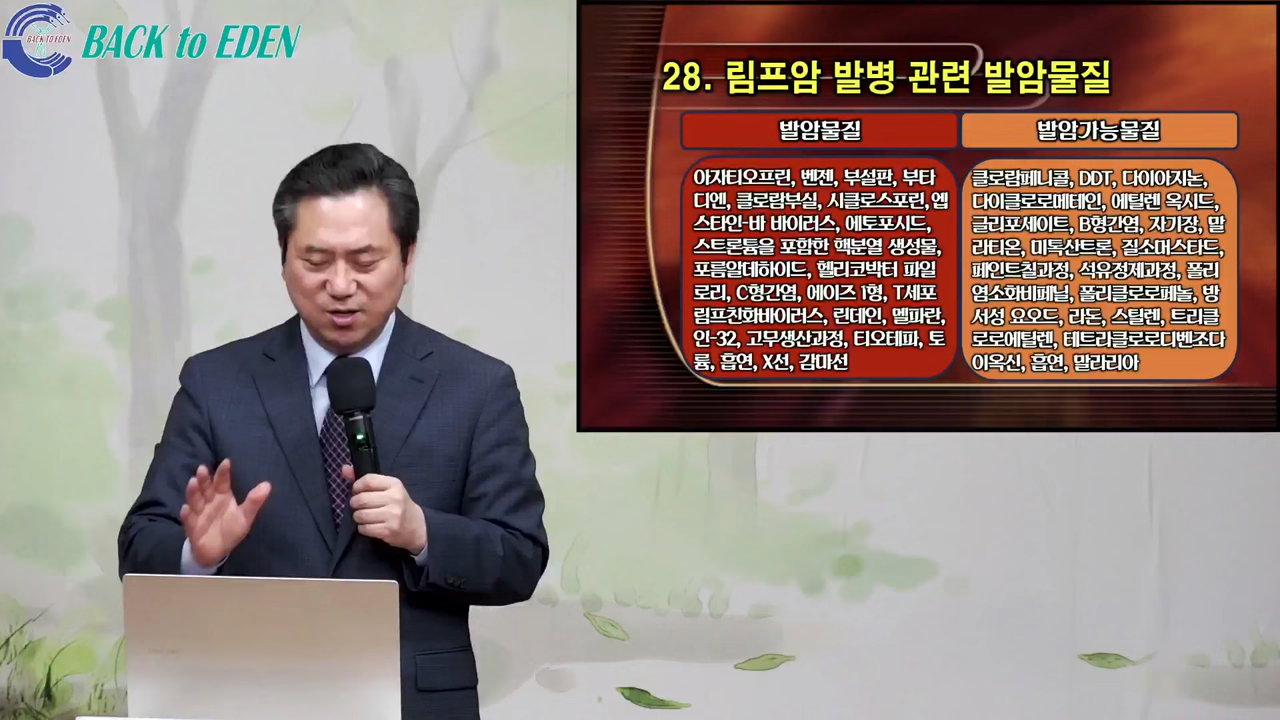 BACK TO EDEN
BACK to EDEN
28. 림프암 발병 관련 발암물질
발암물질
아자티오프린, 벤젠, 부설판, 부타
디엔, 클로람부실, 시클로스포린, 엡
스타인-바 바이러스, 에토포시드,
스트론튬을 포함한 핵분열 생성물,
포름알데하이드, 헬리코박터 파일
로리, C형간염, 에이즈 1형, T세포
림프친화바이러스, 린데인, 멜파란,
인-32, 고무생산과정, 티오테파, 토
륨, 흡연, X선, 감마선
발암가능물질
클로람페니콜, DDT, 다이아지논,
다이클로로메테인, 에틸렌 옥시드,
글리포세이트, B형간염, 자기장, 말
라티온, 미톡산트론, 질소머스타드,
페인트칠과정, 석유정제과정, 폴리
염소화비페닐, 폴리클로로페놀, 방
사성 요오드, 라돈, 스틸렌, 트리클
로로에틸렌, 테트라클로로디벤조다
이옥신, 흡연, 말라리아